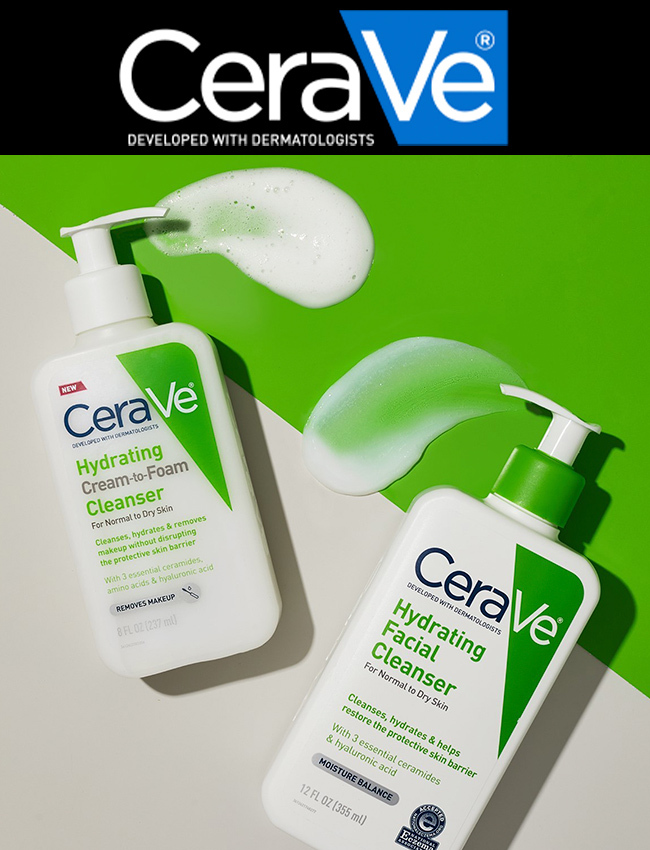 CeraVe®
DEVELOPED WITH DERMATOLOGISTS
NEW
CeraVe®
DEVELOPED WITH DERMATOLOGISTS
Hydrating
Cream-to-Foam
Cleanser
For Normal to Dry Skin
Cleanses, hydrates & removes
makeup without disrupting
the protective skin barrier
With 3 essential ceramides,
amino acids & hyaluronic acid
REMOVES MAKEUP
8 FL OZ (237 ml)
CeraVe®
DEVELOPED WITH DERMATOLOGISTS
Hydrating
Facial
Cleanser
For Normal to Dry Skin
Cleanses, hydrates & helps
restore the protective skin barrier
With 3 essential ceramides
& hyaluronic acid
MOISTURE BALANCE
12 FL OZ (355 ml)
ACCEPTED
NATIONAL
Eczema